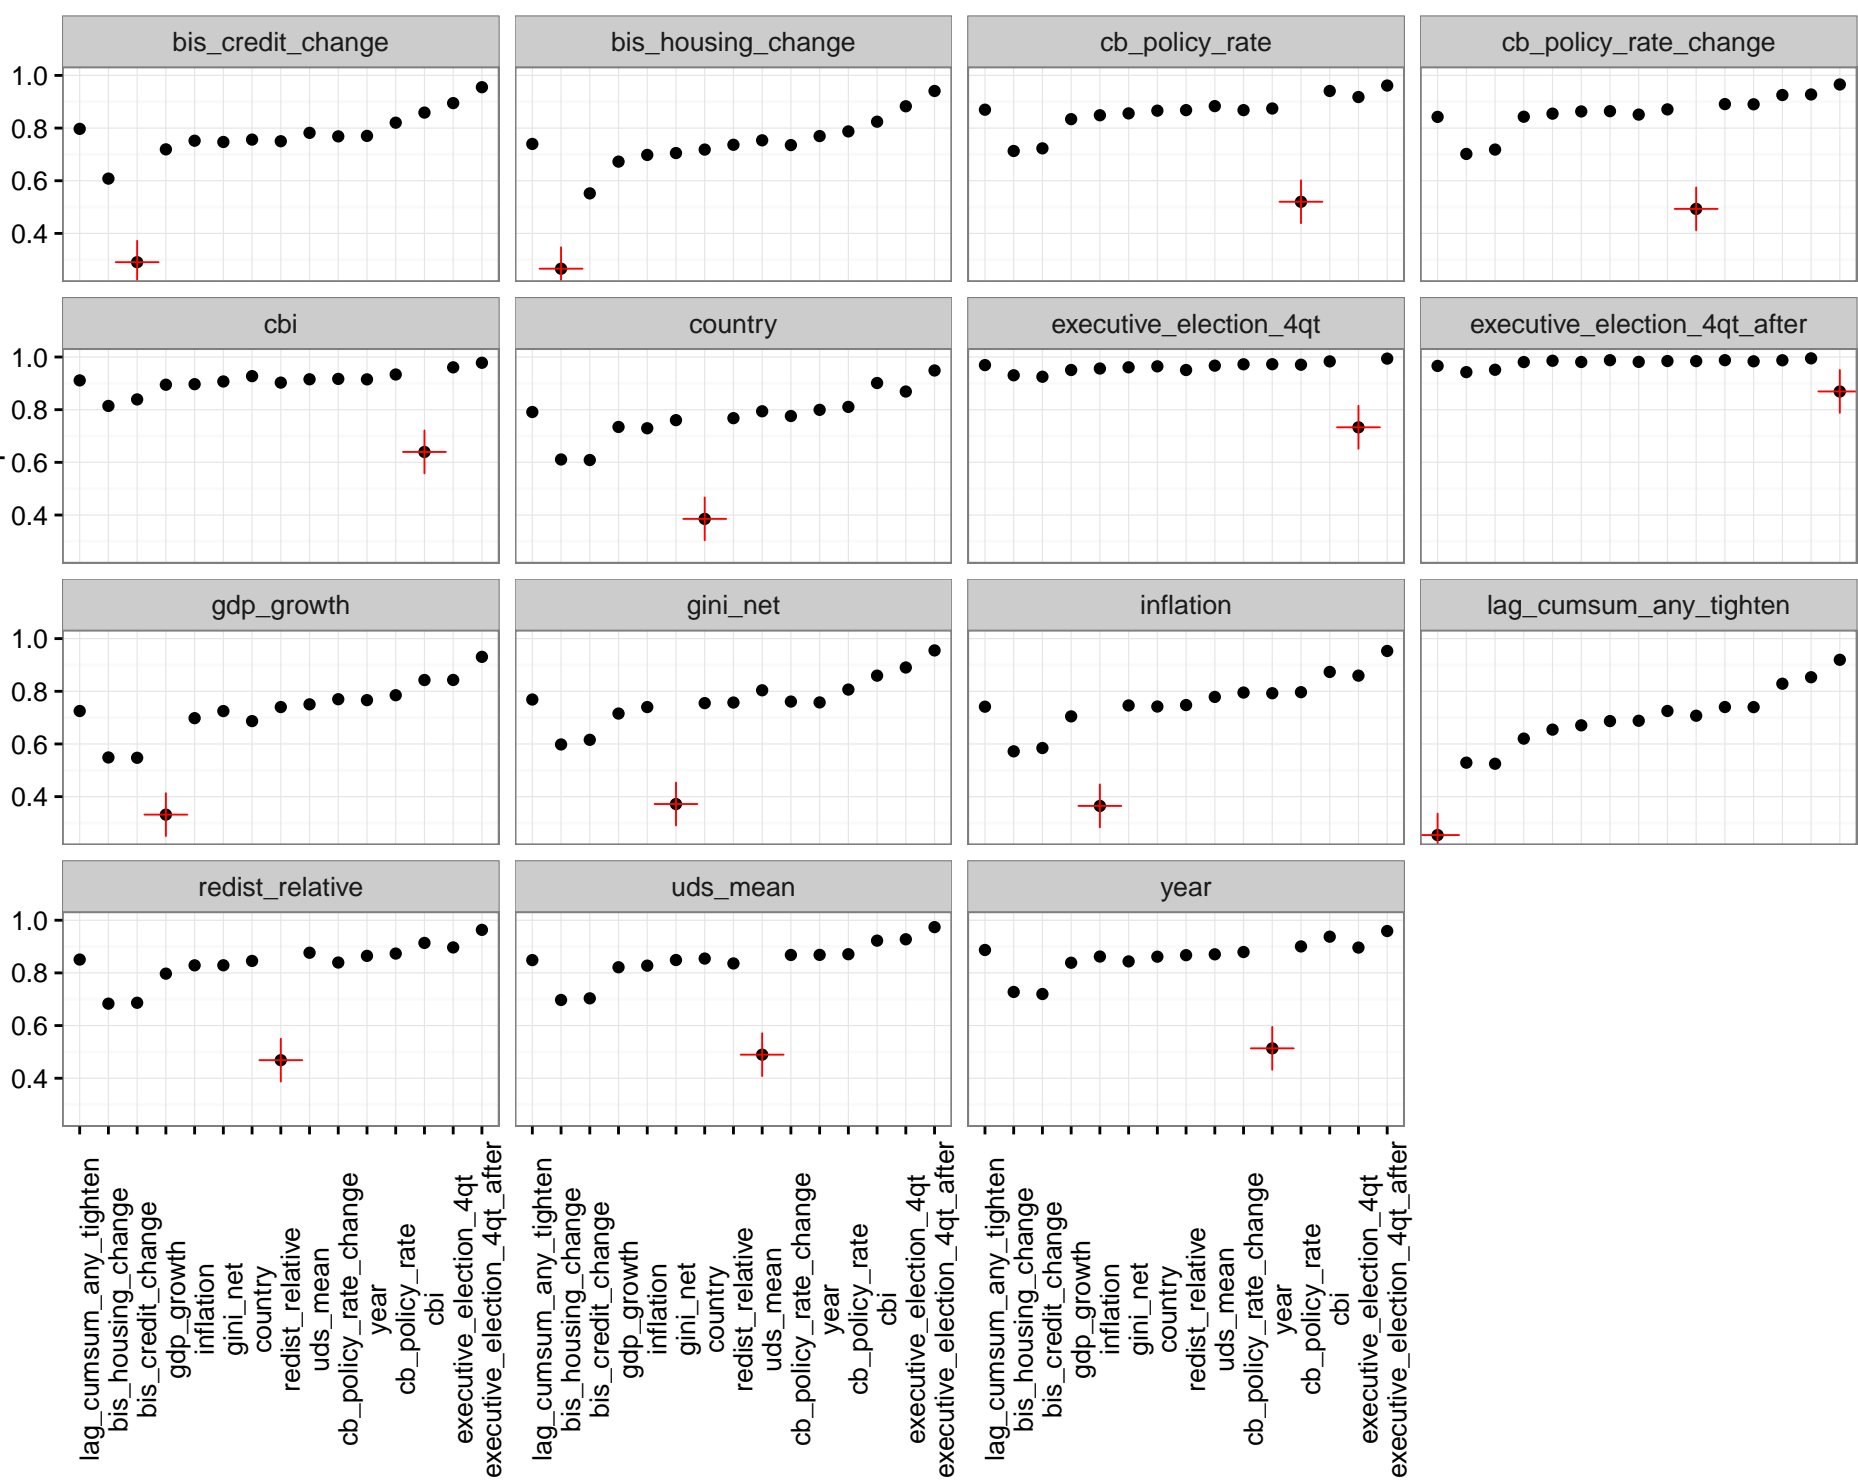 bis_credit_change
bis_housing_change
cb_policy_rate
cb_policy_rate_change
1.0
0.8
0.6
0.4
cbi
country
executive_election_4qt
executive_election_4qt_after
1.0
0.8
0.6
0.4
gdp_growth
gini_net
inflation
lag_cumsum_any_tighten
1.0
0.8
0.6
0.4
redist_relative
uds_mean
year
1.0
0.8
0.6
0.4
lag_cumsum_any_tighten
bis_housing_change
bis_credit_change
gdp_growth
inflation
gini_net
country
redist_relative
uds_mean
cb_policy_rate_change
year
cb_policy_rate
cbi
executive_election_4qt
executive_election_4qt_after
lag_cumsum_any_tighten
bis_housing_change
bis_credit_change
gdp_growth
inflation
gini_net
country
redist_relative
uds_mean
cb_policy_rate_change
year
cb_policy_rate
cbi
executive_election_4qt
executive_election_4qt_after
lag_cumsum_any_tighten
bis_housing_change
bis_credit_change
gdp_growth
inflation
gini_net
country
redist_relative
uds_mean
cb_policy_rate_change
year
cb_policy_rate
cbi
executive_election_4qt
executive_election_4qt_after